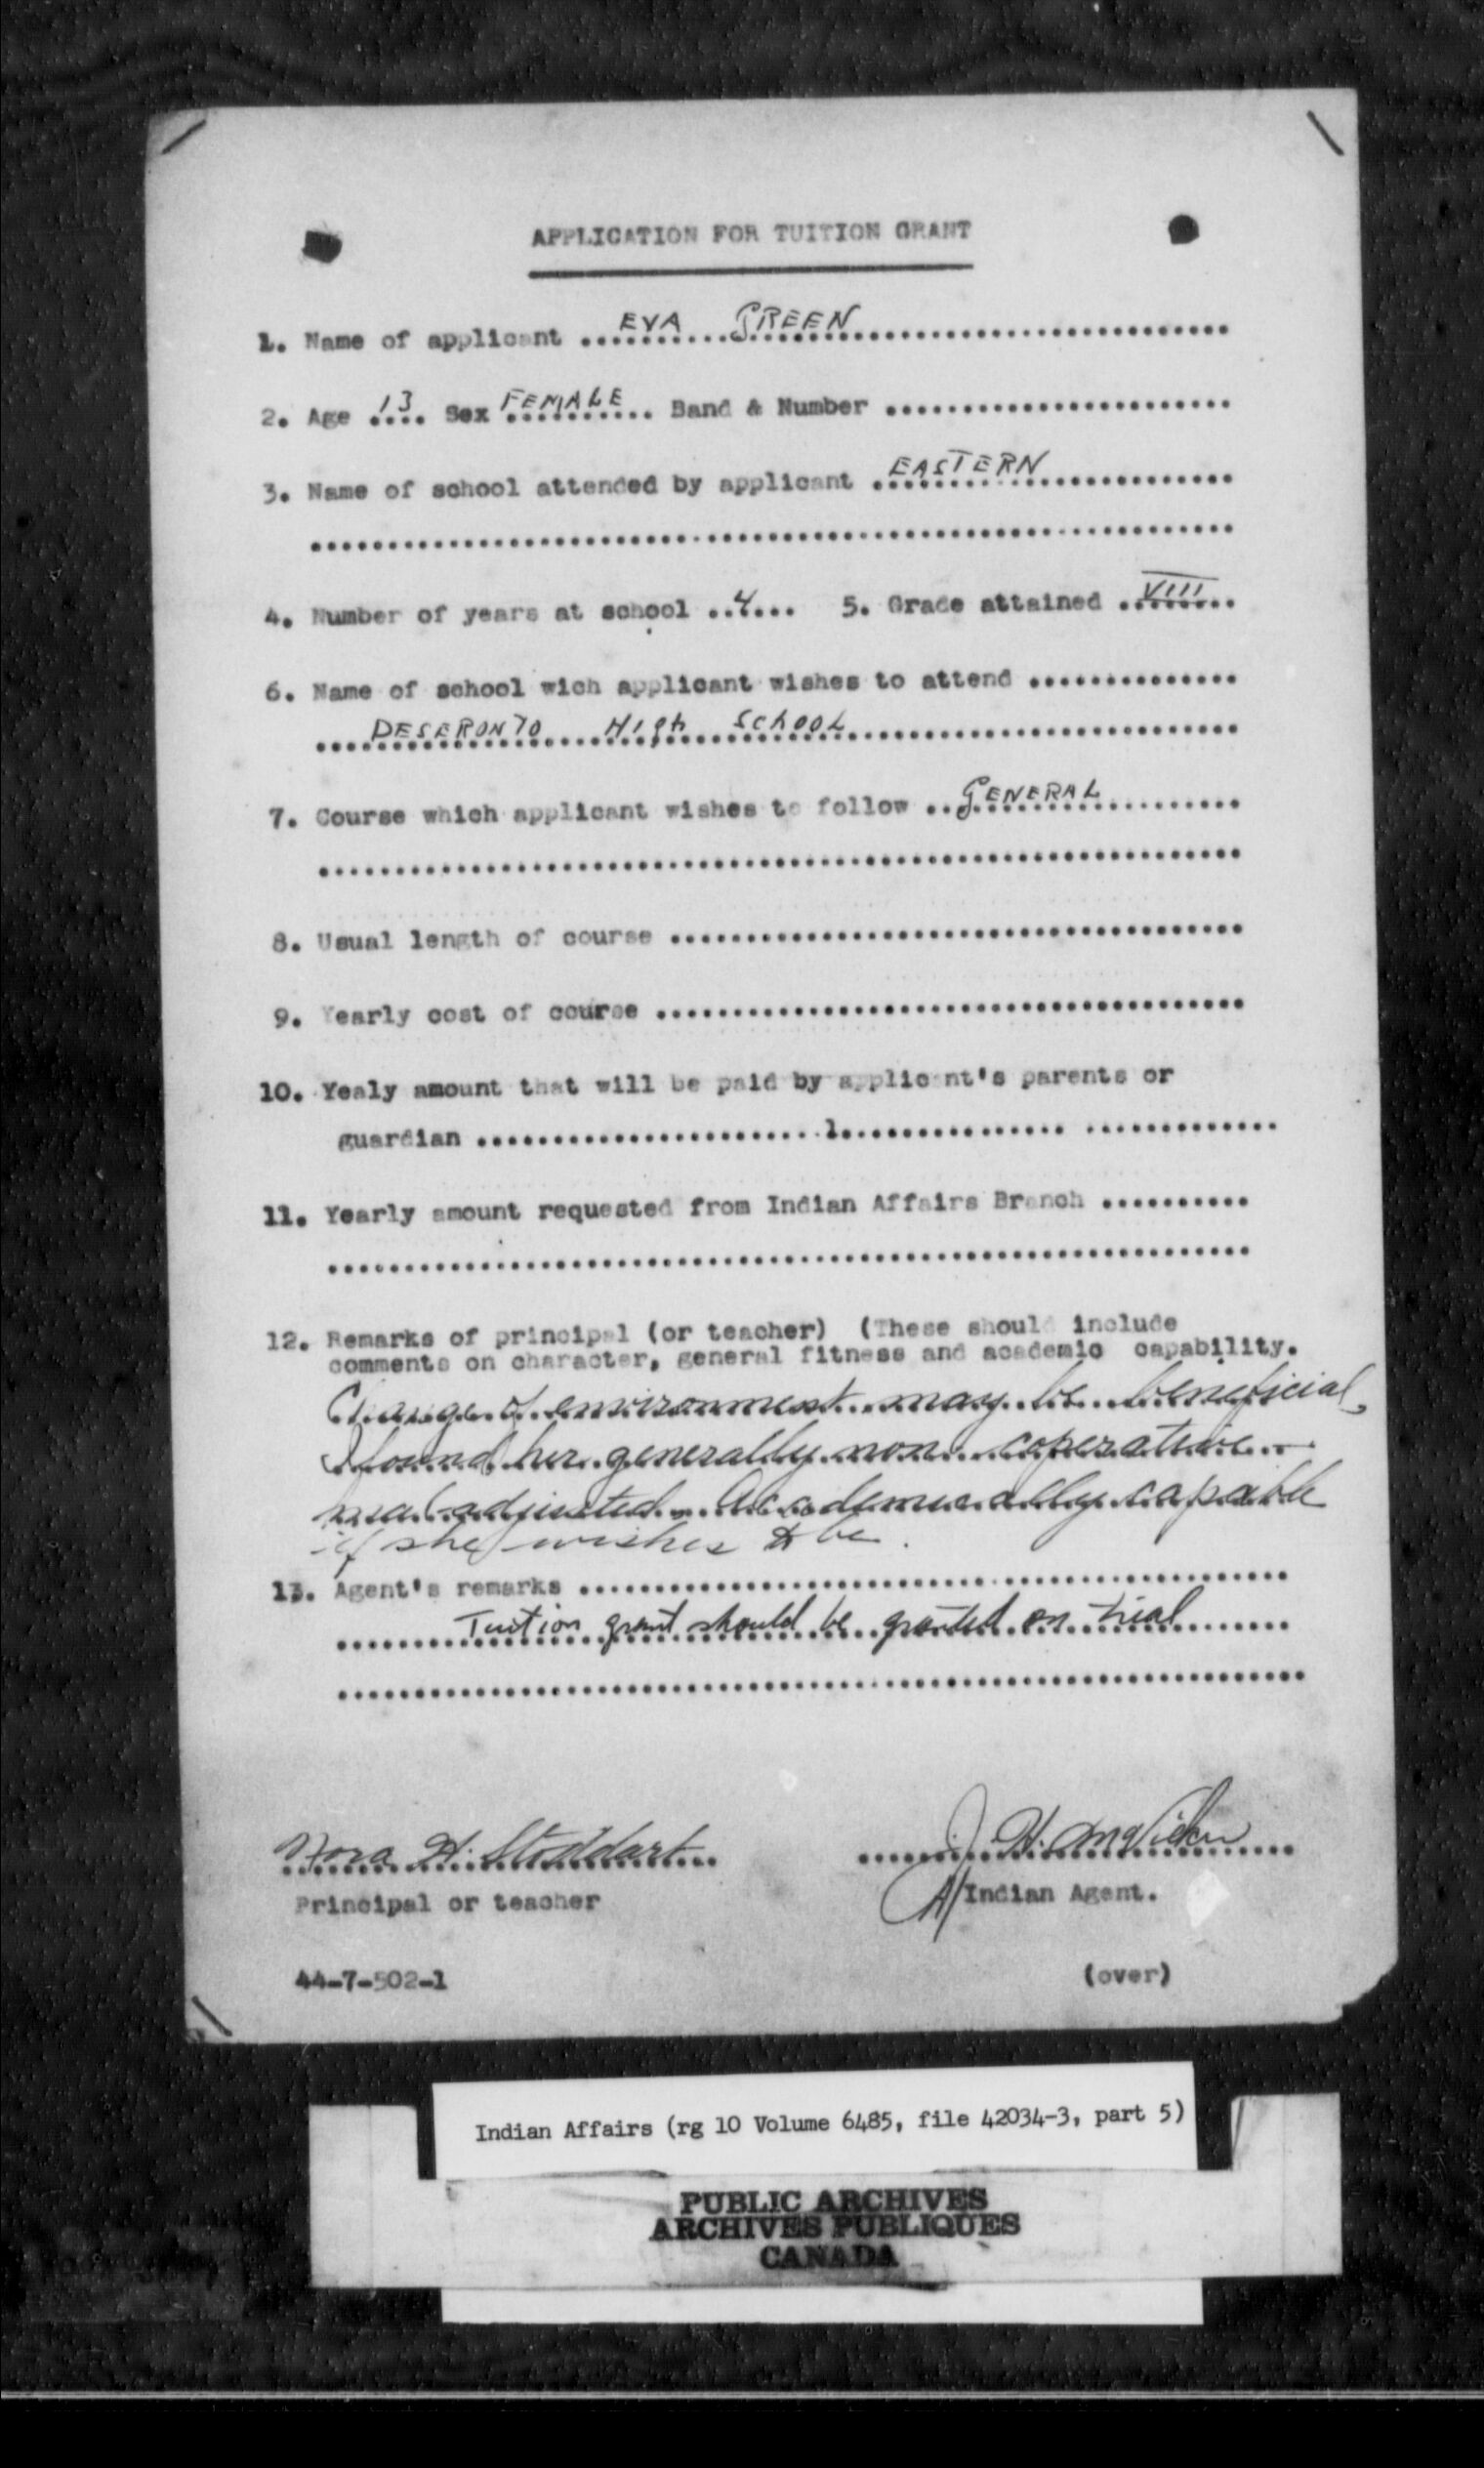 APPLICATION FOR TUITION GRANT
1. Name of applicant .......... EVA GREEN ..........
2. Age .13.. Sex FEMALE.. Band & Number ..........
3. Name of school attended by applicant EASTERN ..........
..........
4. Number of years at school ..4... 5. Grade attained VIII
6. Name of school wich applicant wishes to attend ..........
DESERONTO High SchooL ..........
7. Course which applicant wishes to follow ..GENERAL ..........
..........
8. Usual length of course ..........
9. Yearly cost of course ..........
10. Yealy amount that will be paid by applicant's parents or
guardian ..........l.......... ..........
11. Yearly amount requested from Indian Affairs Branch ..........
..........
12. Remarks of principal (or teacher) (These should include
comments on character, general fitness and academic capability.
Change of environment may be beneficial,
I found her generally non coperative -
mal-adjusted - Academically capable
if she wishes to be.
13. Agent's remarks ..........
Tuition grant should be granted on trial
..........
Nora H. Stoddart J. H. McVicker
Principal or teacher A/Indian Agent.
44-7-502-1 (over)
Indian Affairs (rg 10 Volume 6485, file 42034-3, part 5)
PUBLIC ARCHIVES
ARCHIVES PUBLIQUES
CANADA